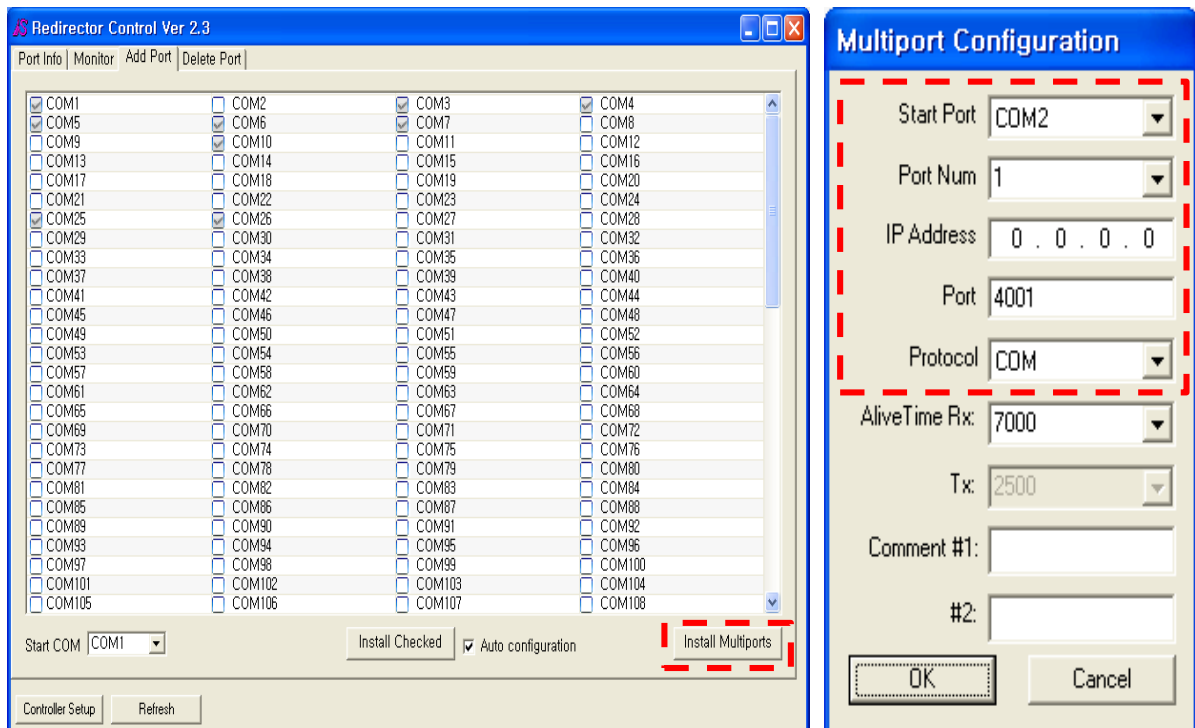 Redirector Control Ver 2.3
Port Info Monitor Add Port Delete Port
COM1 COM2 COM3 COM4
COM5 COM6 COM7 COM8
COM9 COM10 COM11 COM12
COM13 COM14 COM15 COM16
COM17 COM18 COM19 COM20
COM21 COM22 COM23 COM24
COM25 COM26 COM27 COM28
COM29 COM30 COM31 COM32
COM33 COM34 COM35 COM36
COM37 COM38 COM39 COM40
COM41 COM42 COM43 COM44
COM45 COM46 COM47 COM48
COM49 COM50 COM51 COM52
COM53 COM54 COM55 COM56
COM57 COM58 COM59 COM60
COM61 COM62 COM63 COM64
COM65 COM66 COM67 COM68
COM69 COM70 COM71 COM72
COM73 COM74 COM75 COM76
COM77 COM78 COM79 COM80
COM81 COM82 COM83 COM84
COM85 COM86 COM87 COM88
COM89 COM90 COM91 COM92
COM93 COM94 COM95 COM96
COM97 COM98 COM99 COM100
COM101 COM102 COM103 COM104
COM105 COM106 COM107 COM108
Start COM COM1 Install Checked Auto configuration Install Multiports
Controller Setup Refresh
Multiport Configuration
Start Port COM2
Port Num 1
IP Address 0 . 0 . 0 . 0
Port 4001
Protocol COM
AliveTime Rx: 7000
Tx: 2500
Comment #1:
#2:
OK Cancel